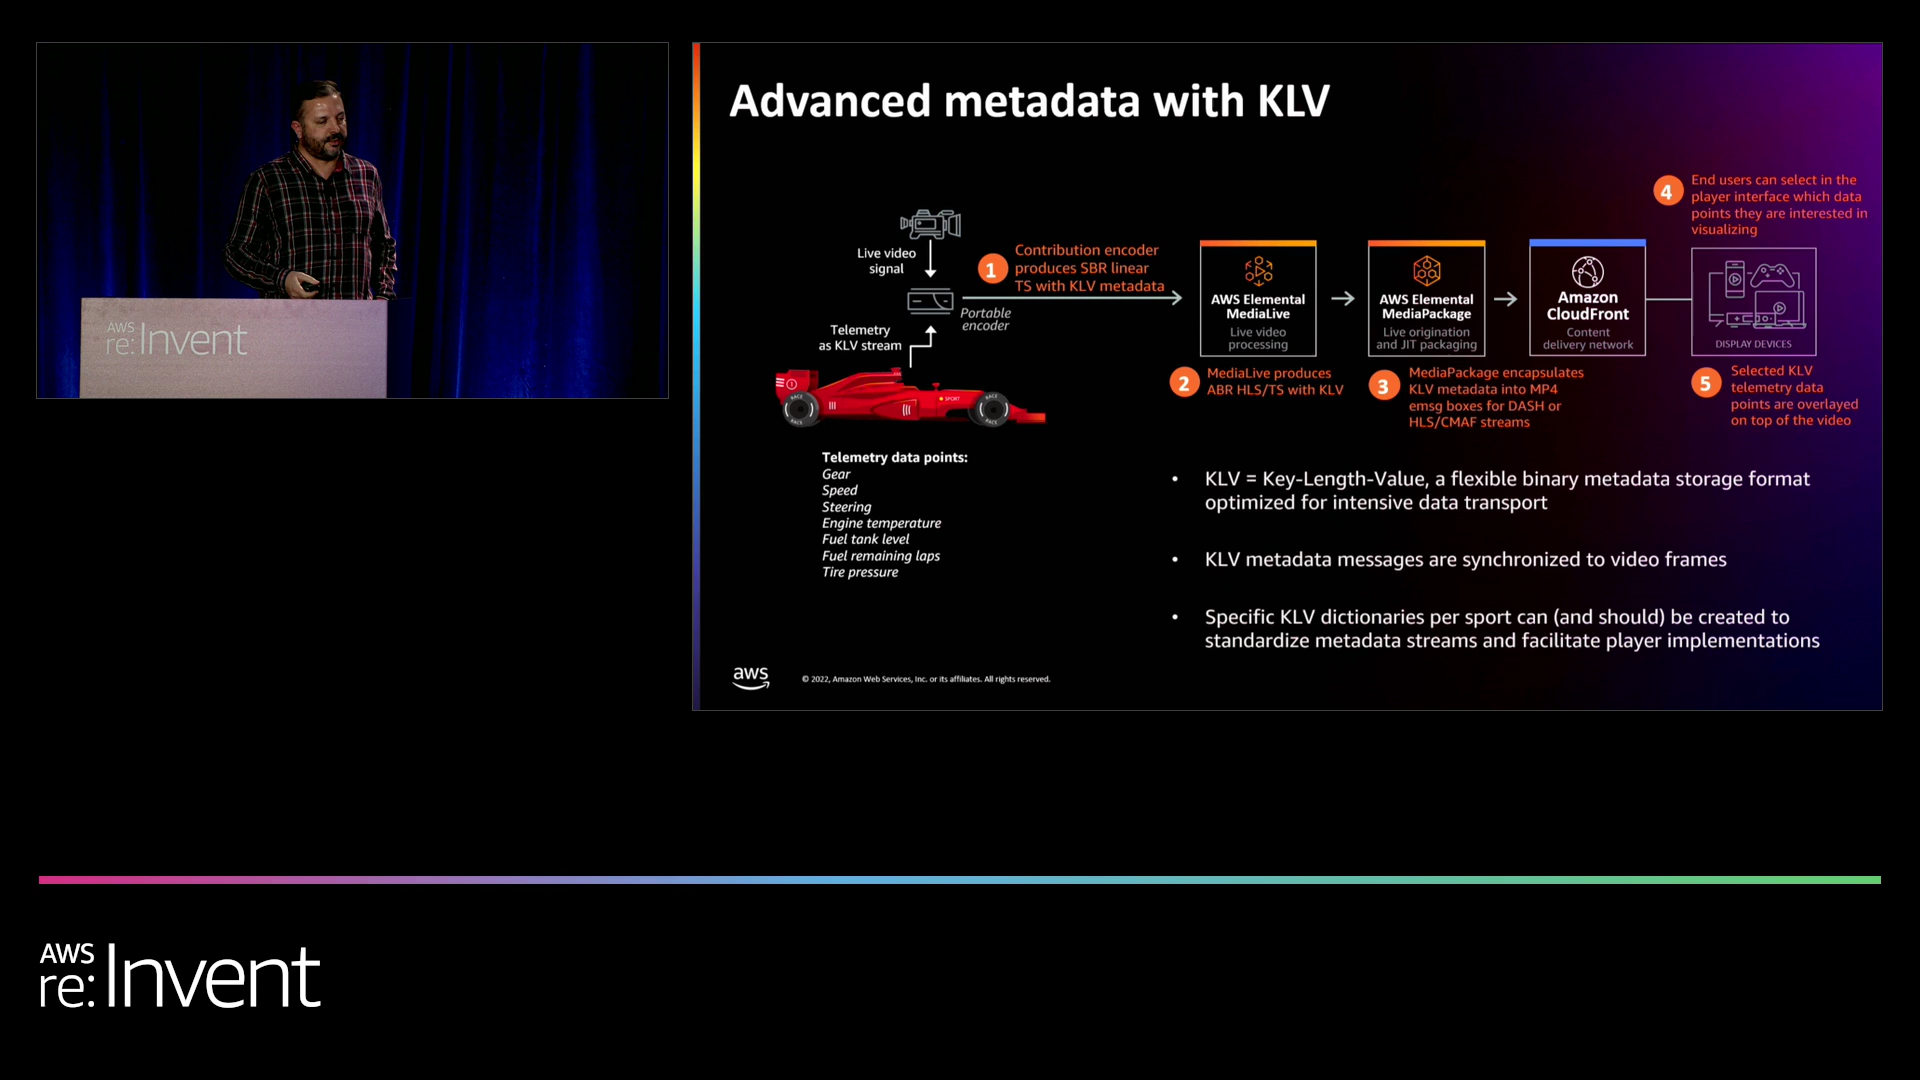 AWS
re:Invent
Advanced metadata with KLV
Live video
signal
Telemetry
as KLV stream
Portable
encoder
1
Contribution encoder
produces SBR linear
TS with KLV metadata
AWS Elemental
MediaLive
Live video
processing
2
MediaLive produces
ABR HLS/TS with KLV
AWS Elemental
MediaPackage
Live origination
and JIT packaging
3
MediaPackage encapsulates
KLV metadata into MP4
emsg boxes for DASH or
HLS/CMAF streams
Amazon
CloudFront
Content
delivery network
4
End users can select in the
player interface which data
points they are interested in
visualizing
DISPLAY DEVICES
5
Selected KLV
telemetry data
points are overlayed
on top of the video
1
RACE
SPORT
RACE
Telemetry data points:
Gear
Speed
Steering
Engine temperature
Fuel tank level
Fuel remaining laps
Tire pressure
• KLV = Key-Length-Value, a flexible binary metadata storage format
optimized for intensive data transport
• KLV metadata messages are synchronized to video frames
• Specific KLV dictionaries per sport can (and should) be created to
standardize metadata streams and facilitate player implementations
aws
© 2022, Amazon Web Services, Inc. or its affiliates. All rights reserved.
AWS
re:Invent